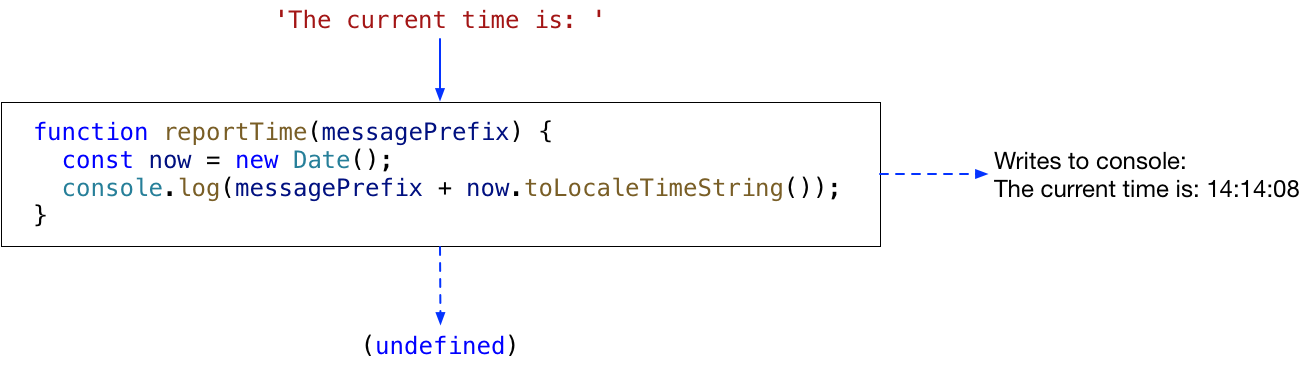 'The current time is: '
function reportTime(messagePrefix) {
  const now = new Date();
  console.log(messagePrefix + now.toLocaleTimeString());
}
Writes to console:
The current time is: 14:14:08
(undefined)